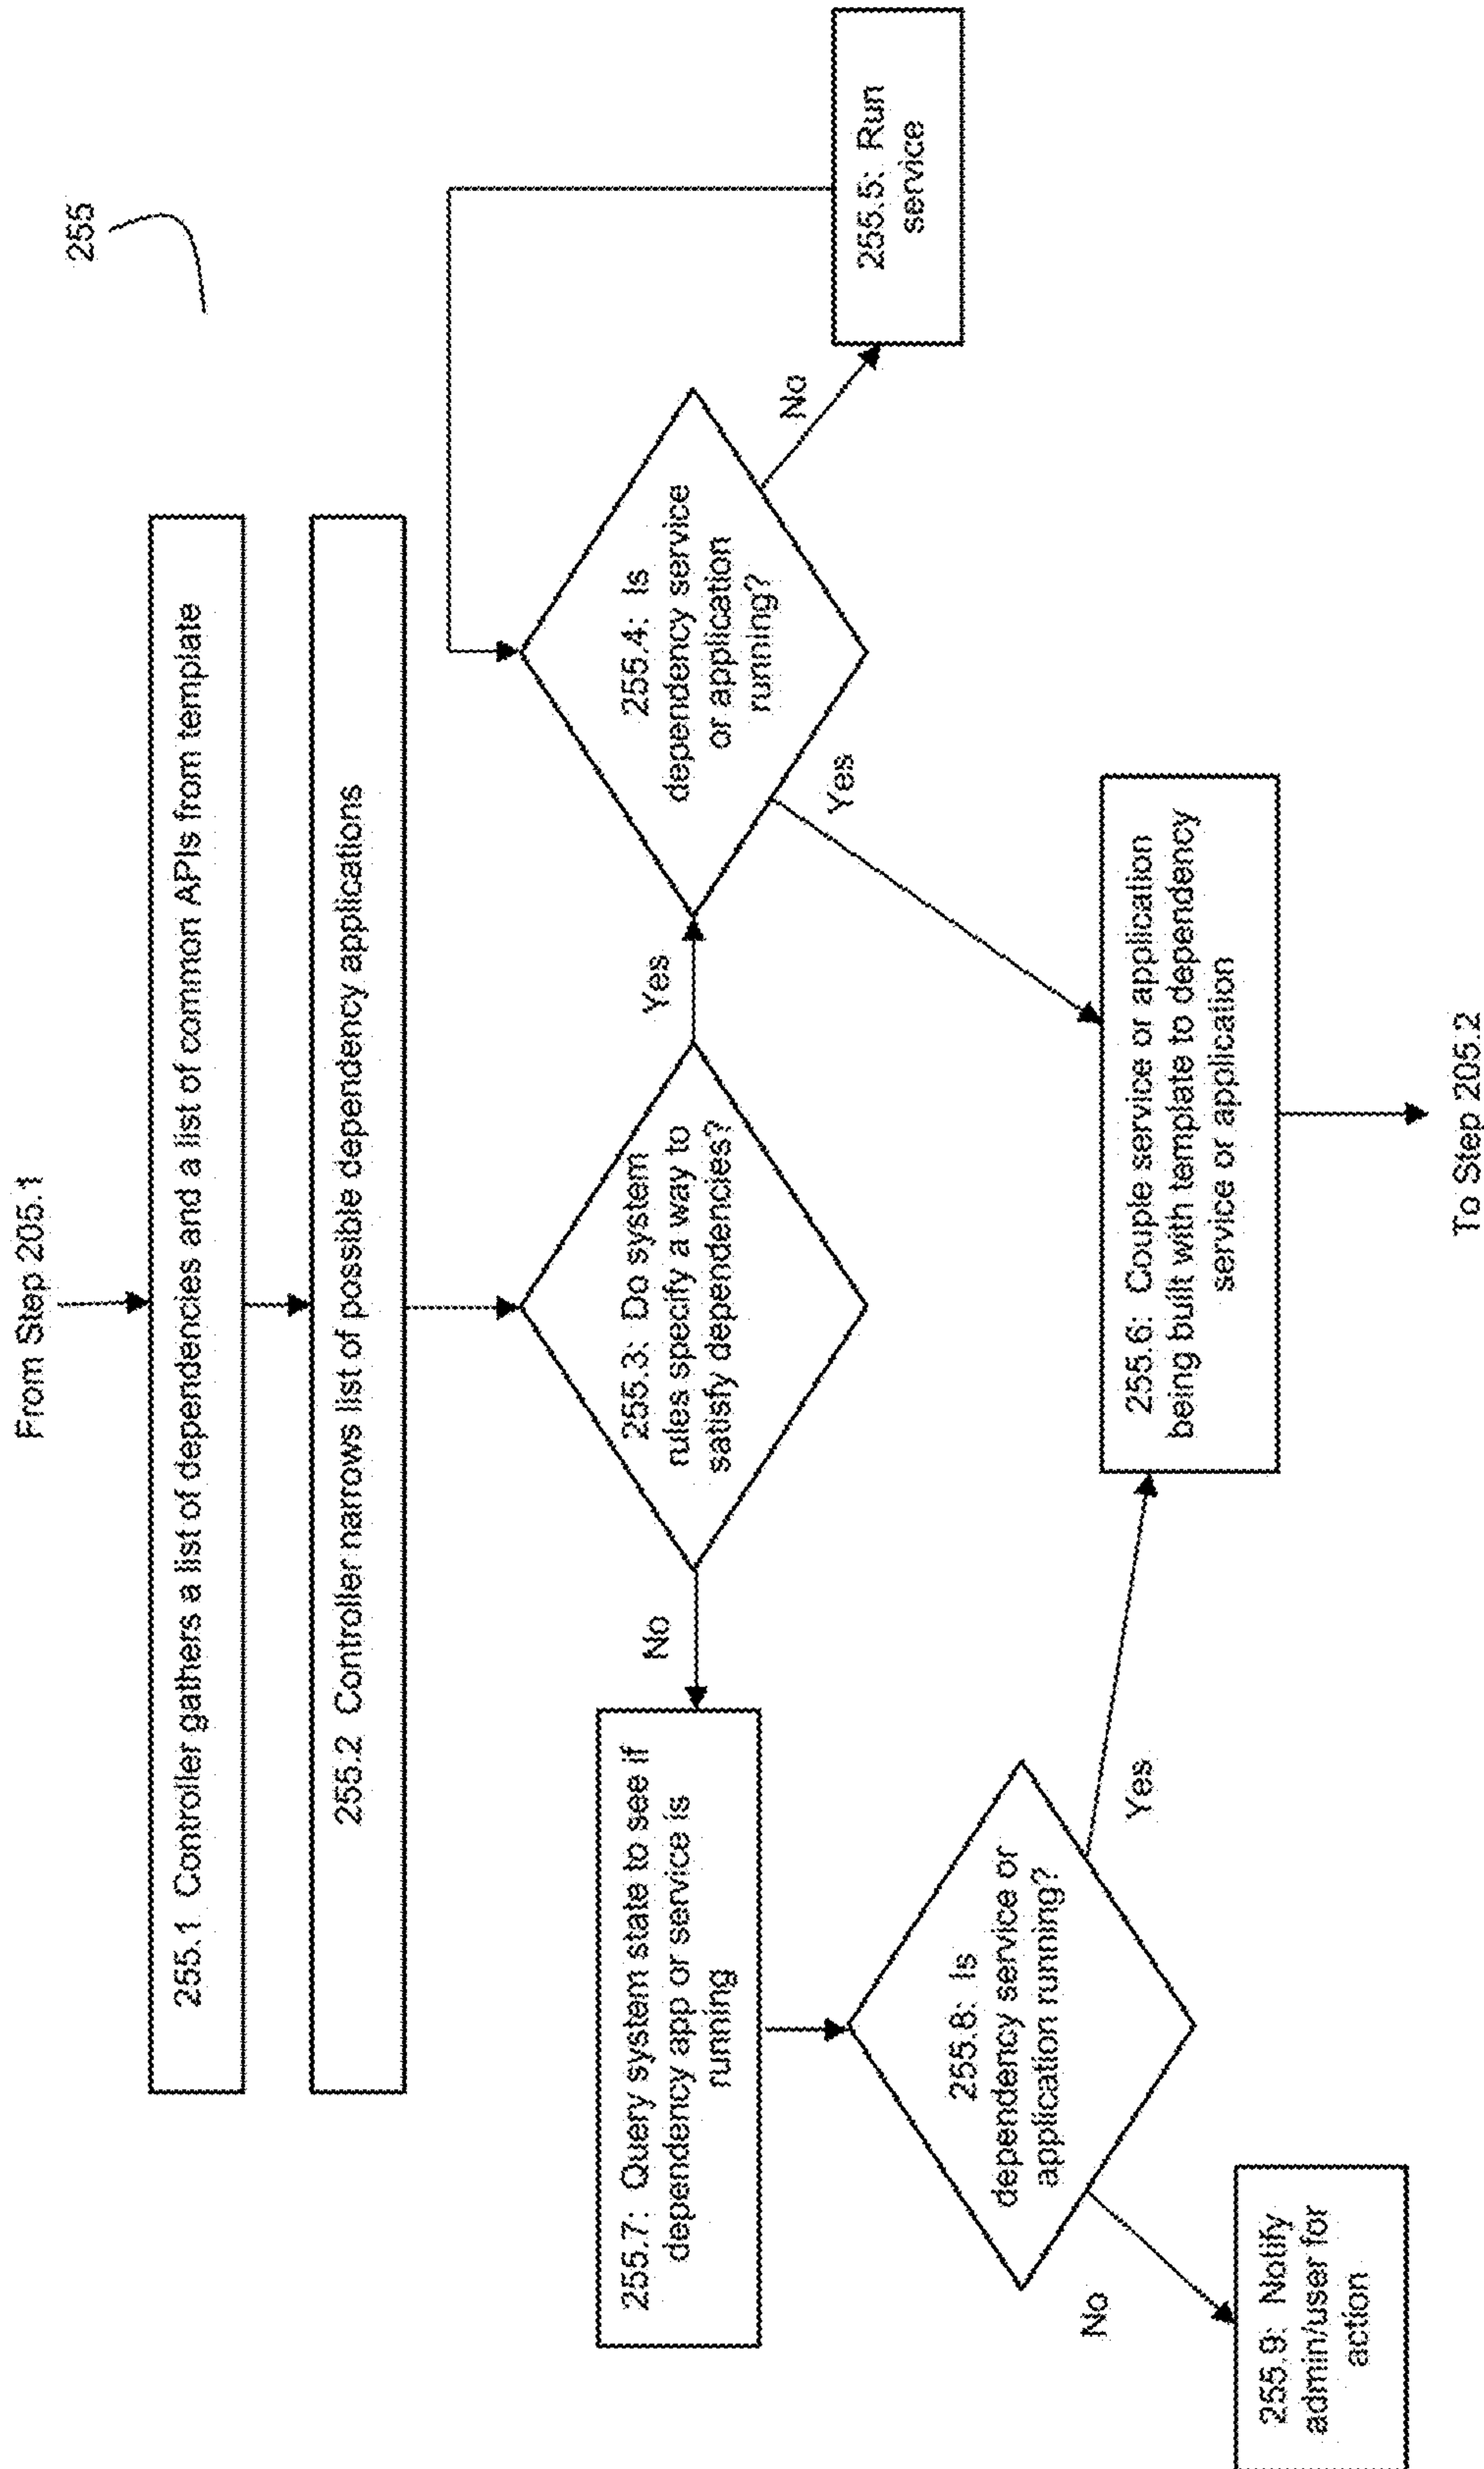 From Step 205.1
255
255.1 Controller gathers a list of dependencies and a list of common APIs from template
255.2 Controller narrows list of possible dependency applications
255.3: Do system
rules specify a way to
satisfy dependencies?
No
Yes
255.4: Is
dependency service
or application
running?
No
255.5: Run
service
Yes
255.7: Query system state to see if
dependency app or service is
running
255.8: Is
dependency service or
application running?
Yes
No
255.6: Couple service or application
being built with template to dependency
service or application
255.9: Notify
admin/user for
action
To Step 205.2